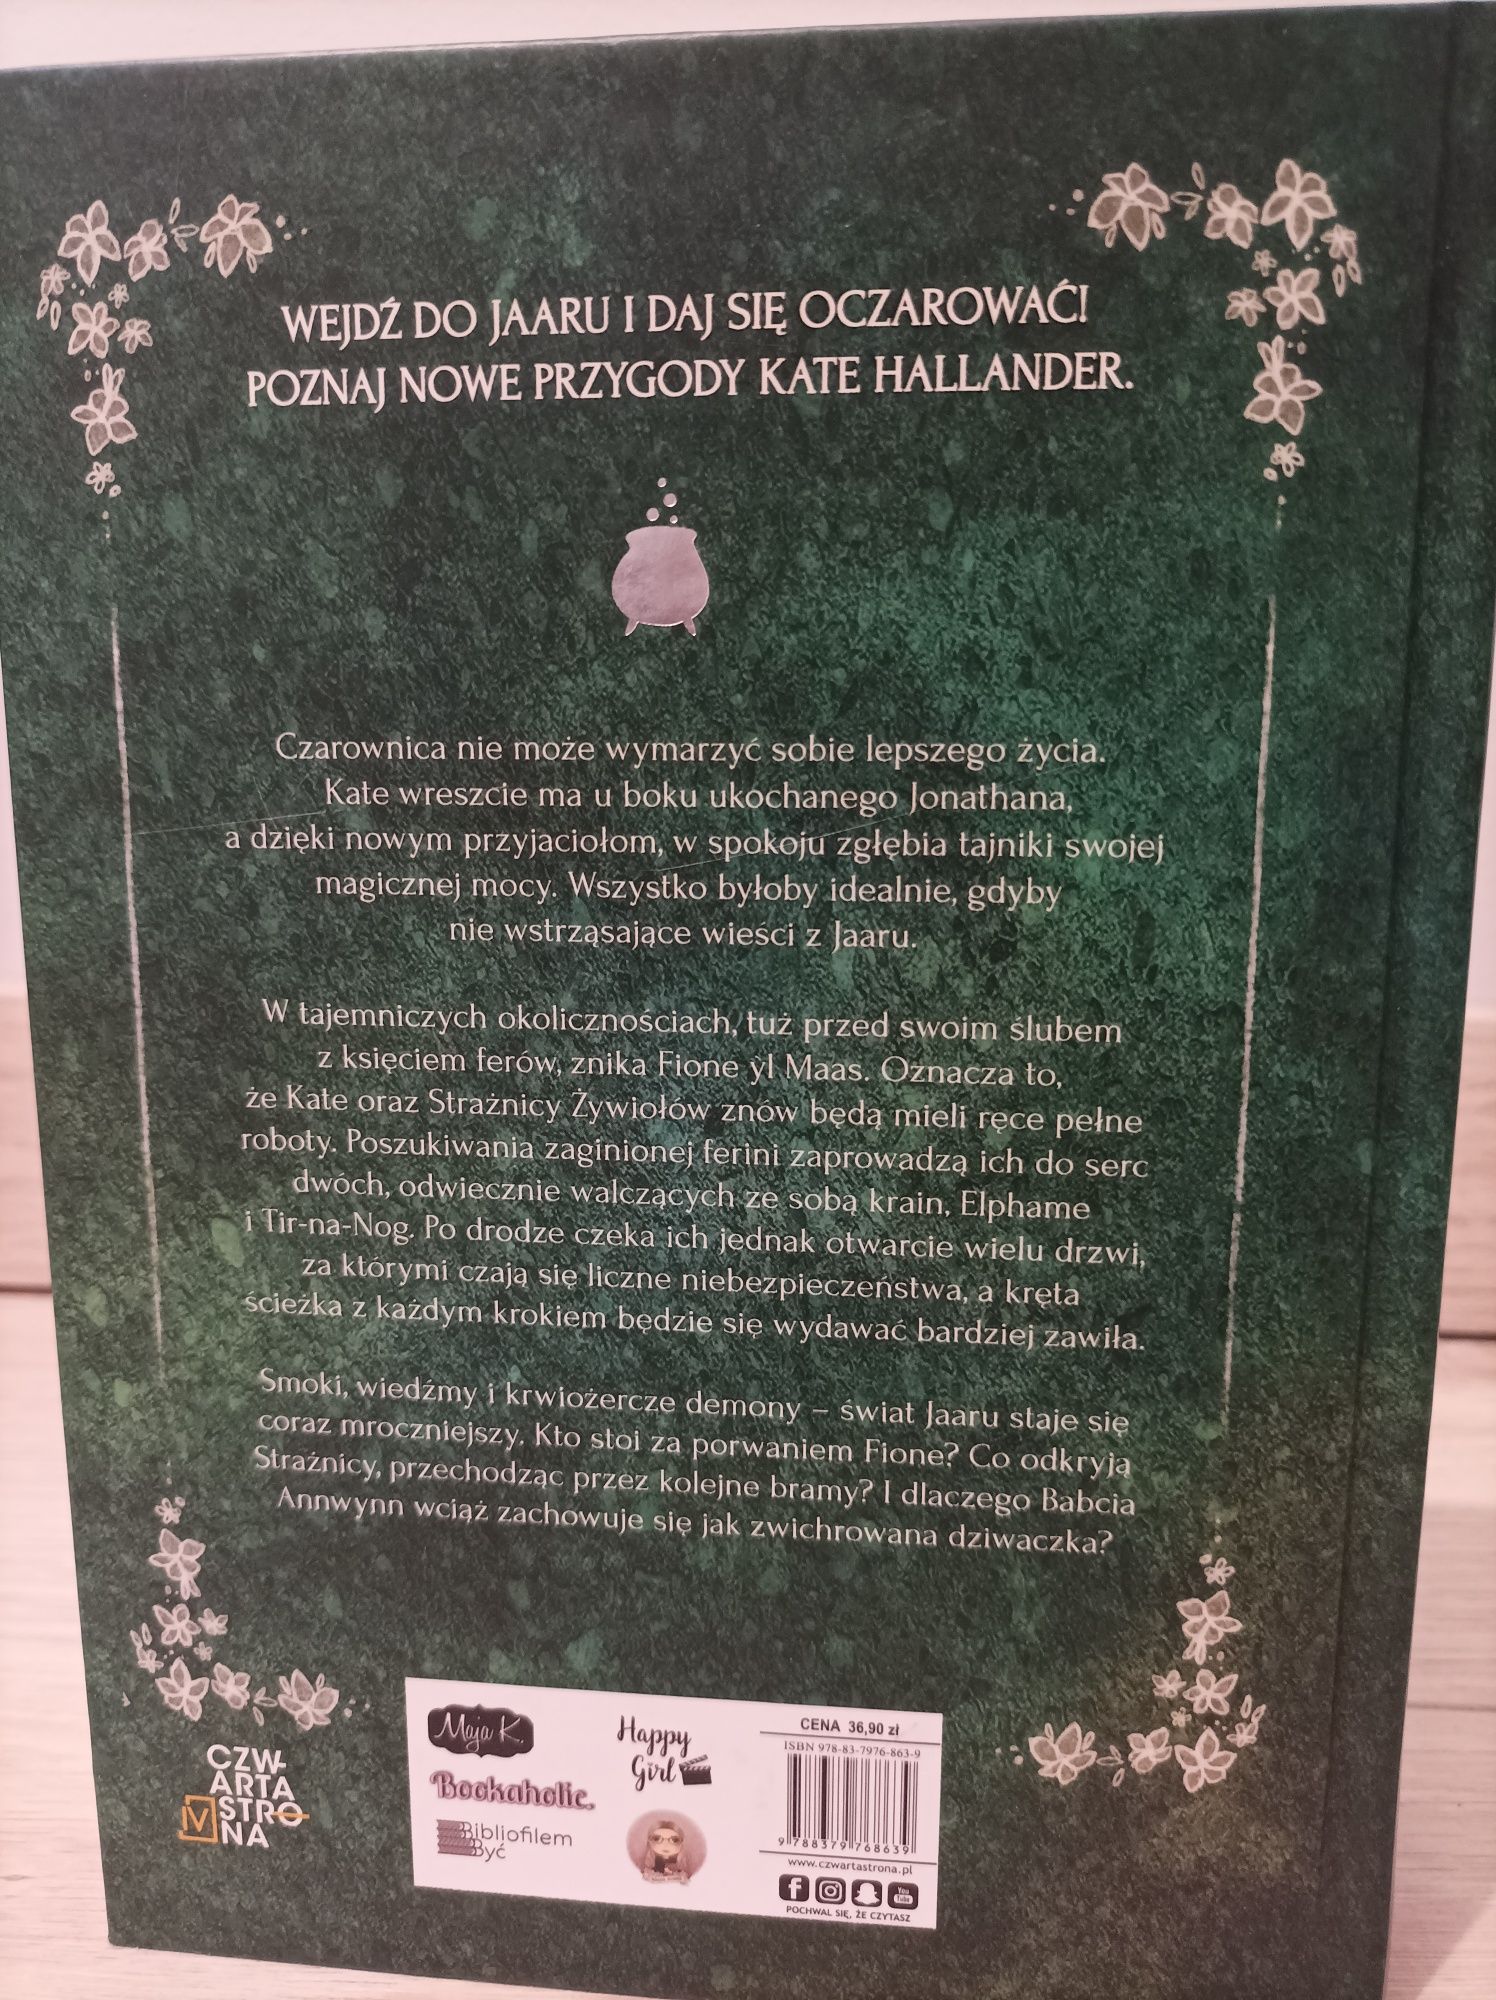 WEJDŹ DO JAARU I DAJ SIĘ OCZAROWAĆ!
POZNAJ NOWE PRZYGODY KATE HALLANDER.
Czarownica nie może wymarzyć sobie lepszego życia.
Kate wreszcie ma u boku ukochanego Jonathana,
a dzięki nowym przyjaciołom, w spokoju zgłębia tajniki swojej
magicznej mocy. Wszystko byłoby idealnie, gdyby
nie wstrząsające wieści z Jaaru.
W tajemniczych okolicznościach, tuż przed swoim ślubem
z księciem ferów, znika Fione ỳl Maas. Oznacza to,
że Kate oraz Strażnicy Żywiołów znów będą mieli ręce pełne
roboty. Poszukiwania zaginionej ferini zaprowadzą ich do serc
dwóch, odwiecznie walczących ze sobą krain, Elphame
i Tir-na-Nog. Po drodze czeka ich jednak otwarcie wielu drzwi,
za którymi czają się liczne niebezpieczeństwa, a kręta
ścieżka z każdym krokiem będzie się wydawać bardziej zawiła.
Smoki, wiedźmy i krwiożercze demony – świat Jaaru staje się
coraz mroczniejszy. Kto stoi za porwaniem Fione? Co odkryją
Strażnicy, przechodząc przez kolejne bramy? I dlaczego Babcia
Annwynn wciąż zachowuje się jak zwichrowana dziwaczka?
CZW-
ARTA
STRO
NA
Maja K.
Bookaholic.
Bibliofilem
Być
Happy
Girl
CENA 36,90 zł
ISBN 978-83-7976-863-9
9 788379 768639
www.czwartastrona.pl
You
Tube
POCHWAL SIĘ, ŻE CZYTASZ